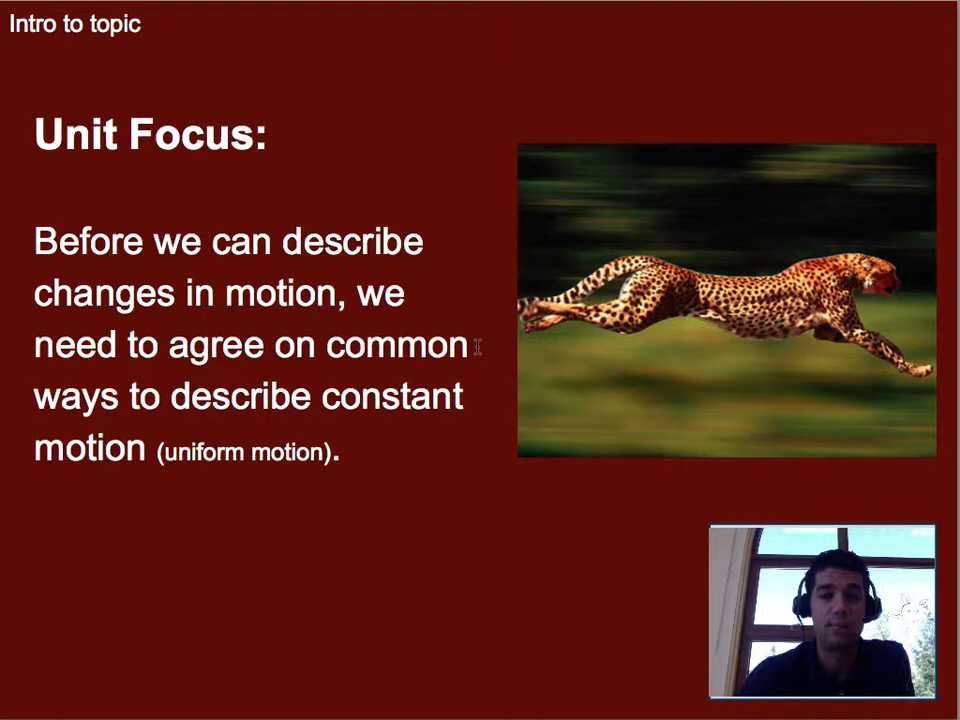 Intro to topic
Unit Focus:
Before we can describe
changes in motion, we
need to agree on common
ways to describe constant
motion (uniform motion).